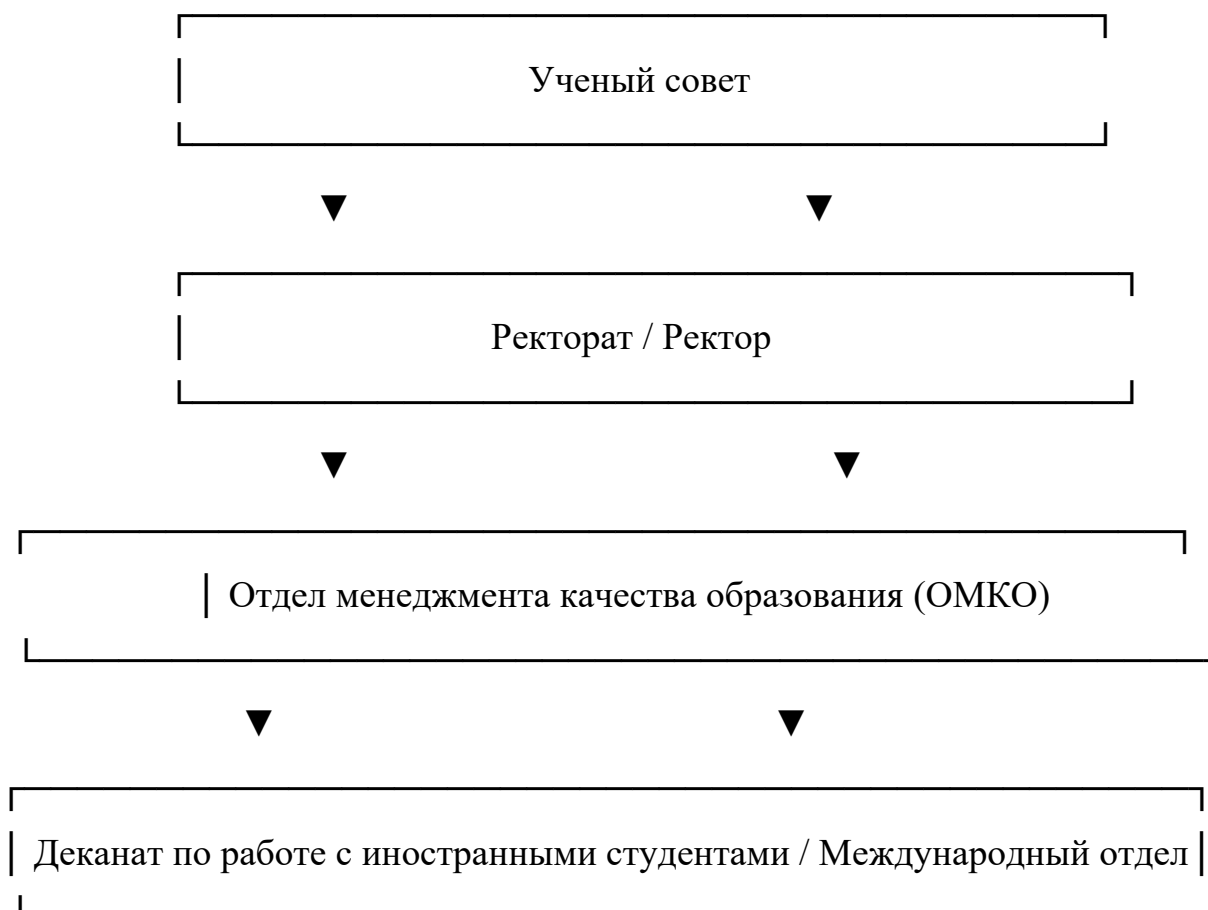 Ученый совет
▼ ▼
Ректорат / Ректор
▼ ▼
Отдел менеджмента качества образования (ОМКО)
▼ ▼
Деканат по работе с иностранными студентами / Международный отдел